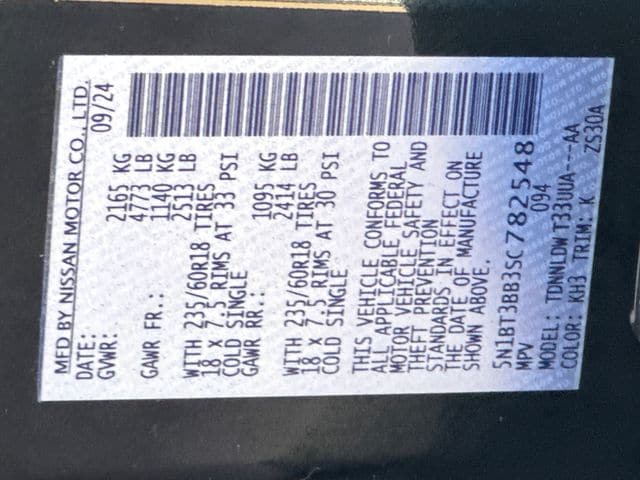 MFD BY NISSAN MOTOR CO., LTD.
DATE: 09/24
GVWR: 2165 KG
4773 LB
GAWR FR.: 1140 KG
2513 LB
WITH 235/60R18 TIRES
18 x 7.5 RIMS AT 33 PSI
COLD SINGLE
GAWR RR.: 1095 KG
2414 LB
WITH 235/60R18 TIRES
18 x 7.5 RIMS AT 30 PSI
COLD SINGLE
THIS VEHICLE CONFORMS TO
ALL APPLICABLE FEDERAL
MOTOR VEHICLE SAFETY AND
THEFT PREVENTION
STANDARDS IN EFFECT ON
THE DATE OF MANUFACTURE
SHOWN ABOVE.
5N1BT3BB3SC782548
MPV 094
MODEL: TDNNLDWT33UUA---AA
COLOR: KH3 TRIM: K ZS30A